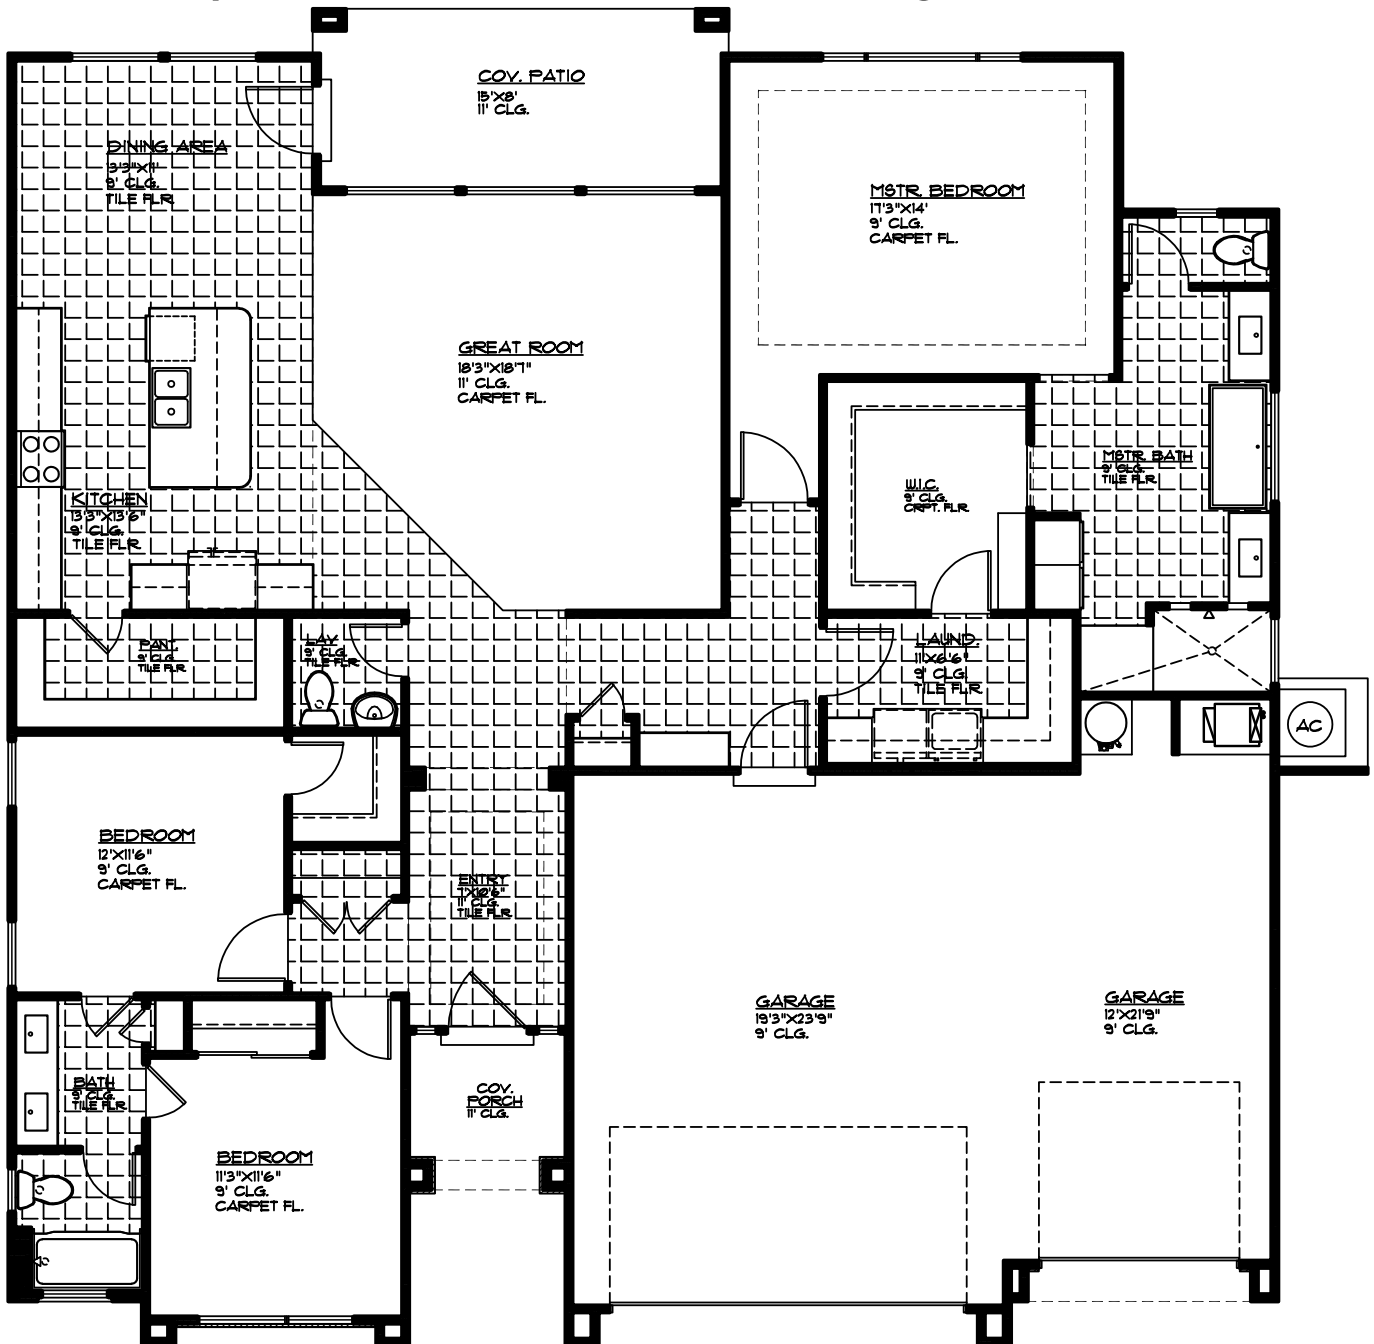 COV. PATIO
15'X8'
11' CLG.
DINING AREA
13'3"X11'
9' CLG.
TILE FLR.
MSTR. BEDROOM
17'3"X14'
9' CLG.
CARPET FL.
GREAT ROOM
18'3"X18'7"
11' CLG.
CARPET FL.
MSTR. BATH
9' CLG.
TILE FLR.
W.I.C.
9' CLG.
CRPT. FLR.
KITCHEN
13'3"X13'6"
9' CLG.
TILE FLR.
PANT.
9' CLG.
TILE FLR.
LAV.
9' CLG.
TILE FLR.
LAUND.
11'X6'6"
9' CLG.
TILE FLR.
AC
BEDROOM
12'X11'6"
9' CLG.
CARPET FL.
ENTRY
7'X10'6"
11' CLG.
TILE FLR.
GARAGE
19'3"X23'9"
9' CLG.
GARAGE
12'X21'9"
9' CLG.
BATH
9' CLG.
TILE FLR.
COV.
PORCH
11' CLG.
BEDROOM
11'3"X11'6"
9' CLG.
CARPET FL.